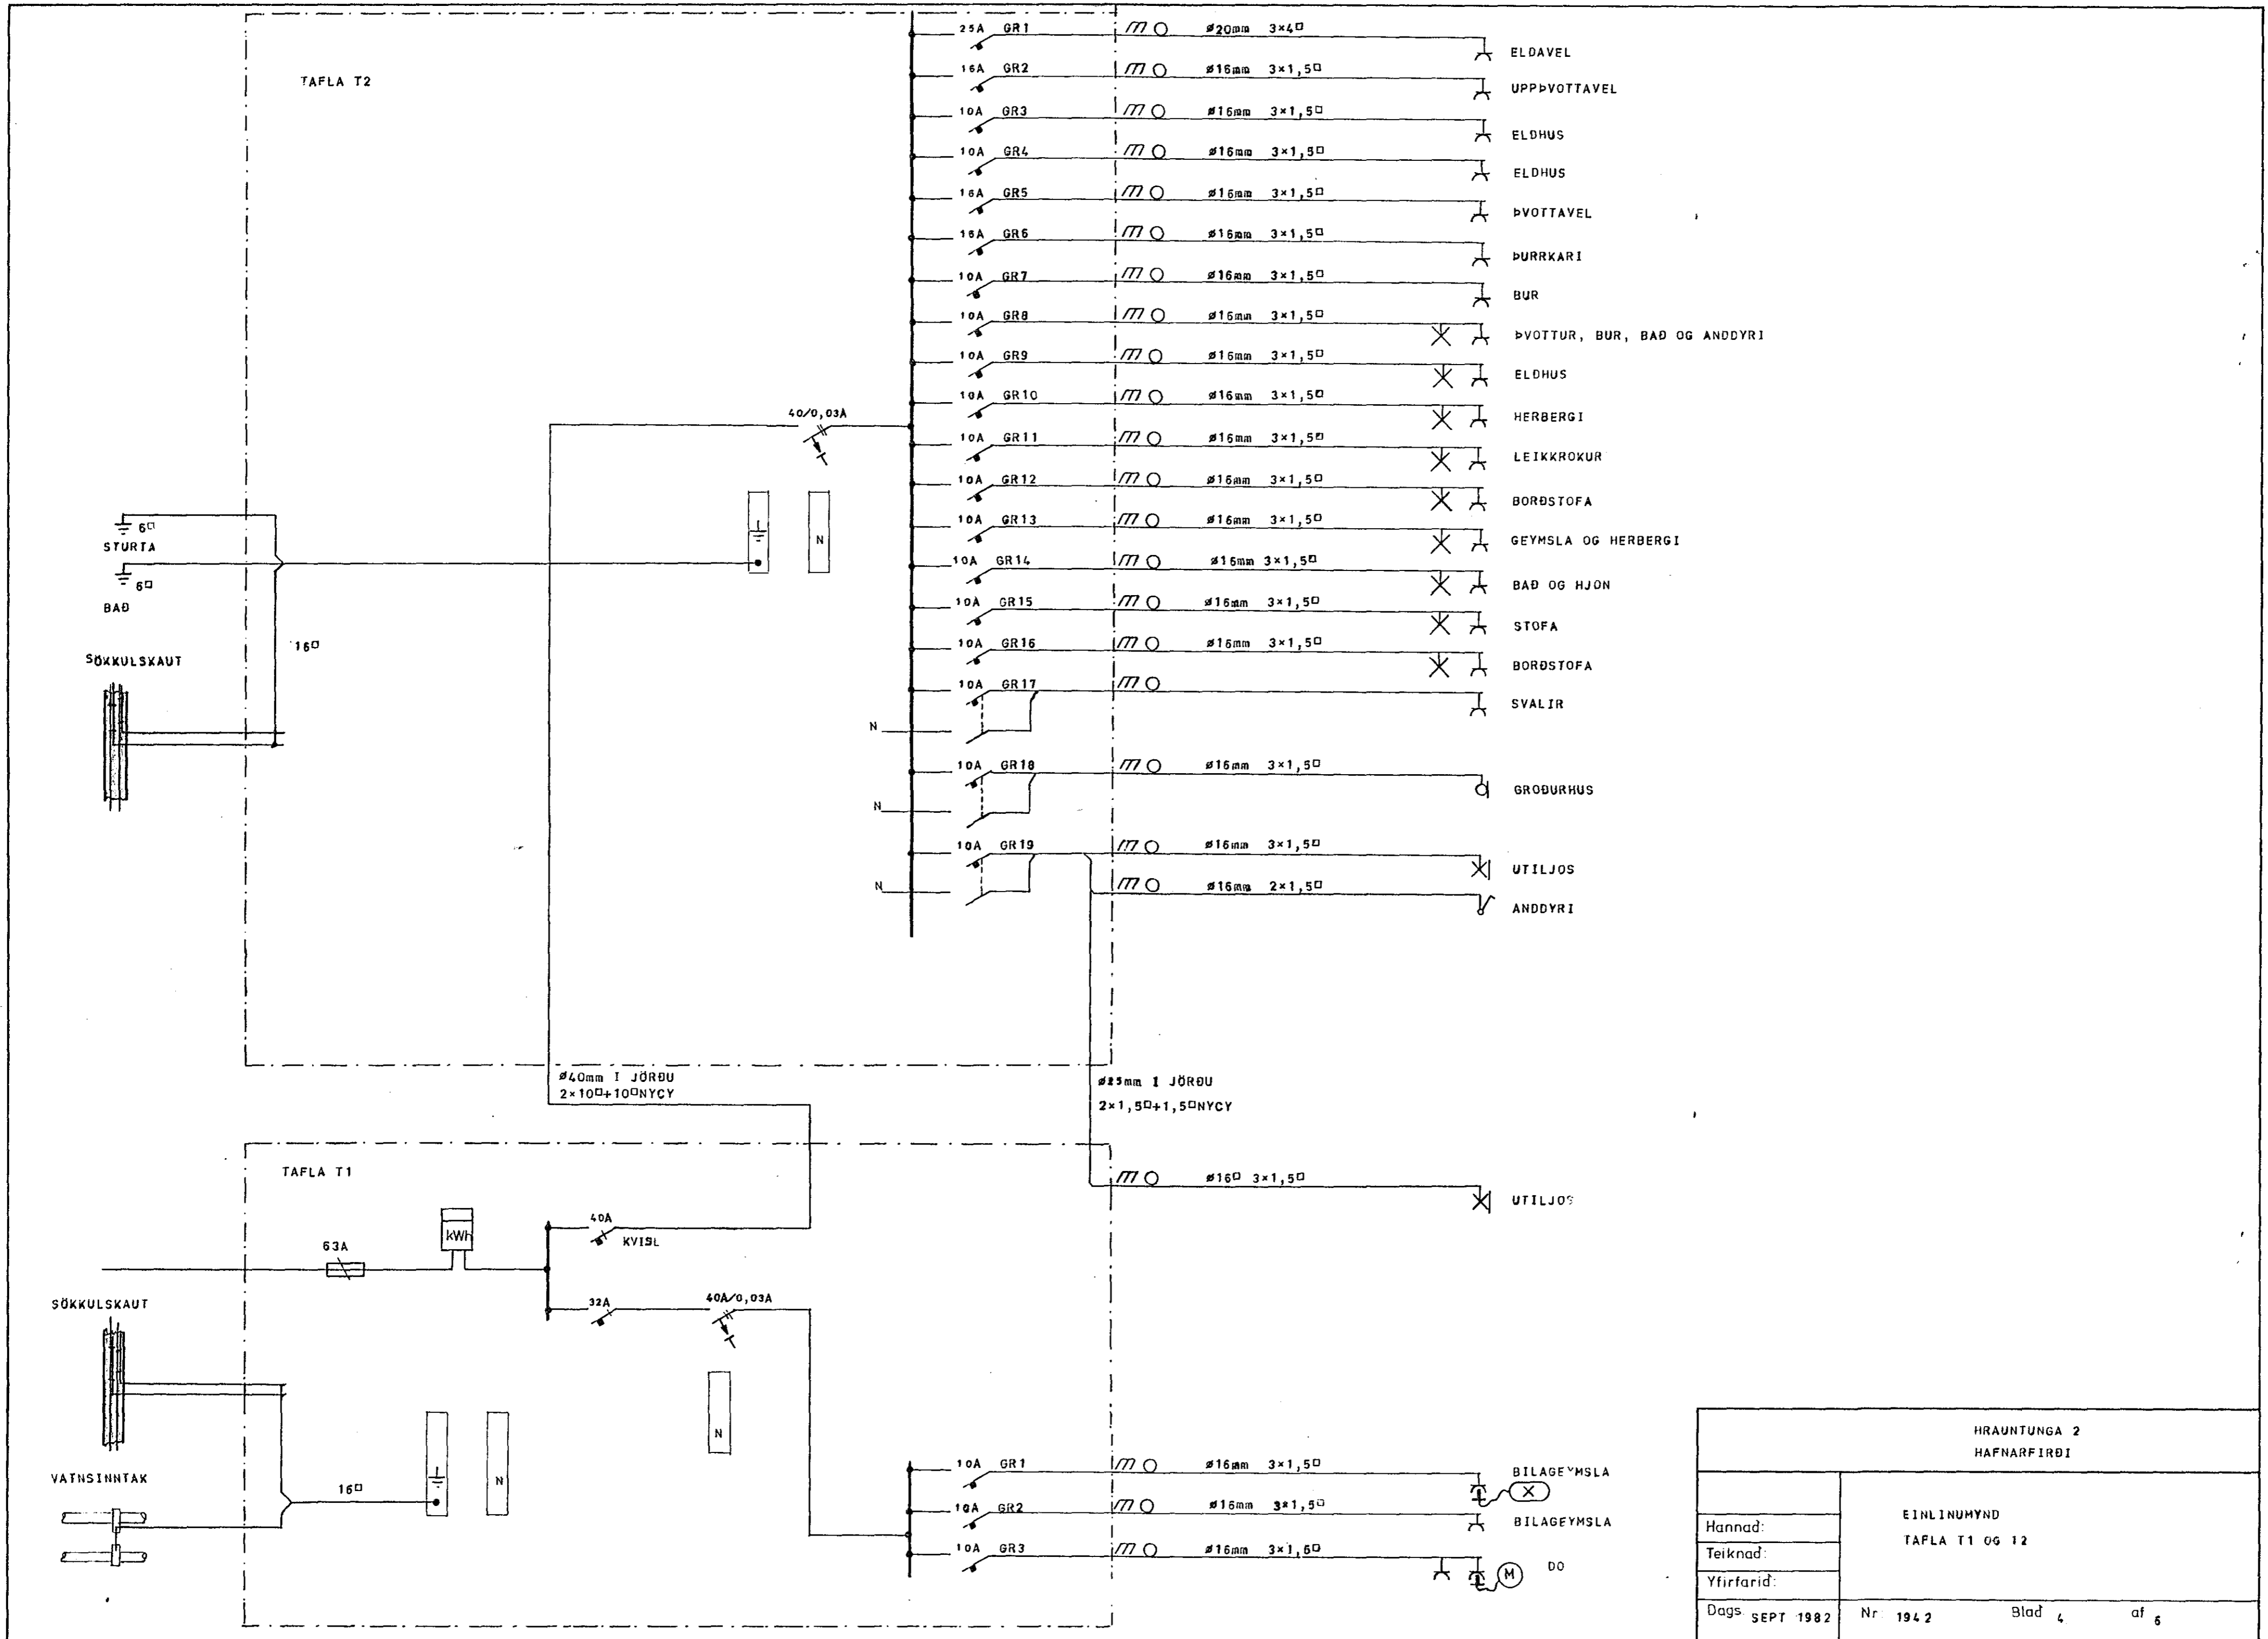 TAFLA T2
25A GR1 ø20mm 3×4□ ELDAVEL
16A GR2 ø16mm 3×1,5□ UPPÞVOTTAVEL
10A GR3 ø16mm 3×1,5□ ELDHUS
10A GR4 ø16mm 3×1,5□ ELDHUS
16A GR5 ø16mm 3×1,5□ ÞVOTTAVEL
16A GR6 ø16mm 3×1,5□ ÞURRKARI
10A GR7 ø16mm 3×1,5□ BUR
10A GR8 ø16mm 3×1,5□ ÞVOTTUR, BUR, BAÐ OG ANDDYRI
10A GR9 ø16mm 3×1,5□ ELDHUS
10A GR10 ø16mm 3×1,5□ HERBERGI
40/0,03A
10A GR11 ø16mm 3×1,5□ LEIKKROKUR
10A GR12 ø16mm 3×1,5□ BORÐSTOFA
10A GR13 ø16mm 3×1,5□ GEYMSLA OG HERBERGI
N
6□
STURTA
6□
BAÐ
10A GR14 ø16mm 3×1,5□ BAÐ OG HJON
10A GR15 ø16mm 3×1,5□ STOFA
10A GR16 ø16mm 3×1,5□ BORÐSTOFA
16□
SÖKKULSKAUT
10A GR17 SVALIR
N
10A GR18 ø16mm 3×1,5□ GROÐURHUS
N
10A GR19 ø16mm 3×1,5□ UTILJOS
N
ø16mm 2×1,5□ ANDDYRI
ø40mm I JÖRÐU
2×10□+10□NYCY
ø25mm I JÖRÐU
2×1,5□+1,5□NYCY
TAFLA T1
ø16□ 3×1,5□ UTILJOS
kWh
63A
40A
KVISL
32A
40A/0,03A
SÖKKULSKAUT
N
VATNSINNTAK
16□
N
10A GR1 ø16mm 3×1,5□ BILAGEYMSLA
X
10A GR2 ø16mm 3×1,5□ BILAGEYMSLA
10A GR3 ø16mm 3×1,5□ DO
M
HRAUNTUNGA 2
HAFNARFIRÐI
EINLINUMYND
TAFLA T1 OG T2
Hannad:
Teiknad:
Yfirfarid:
Dags. SEPT 1982
Nr: 1942
Blad 4 af 6